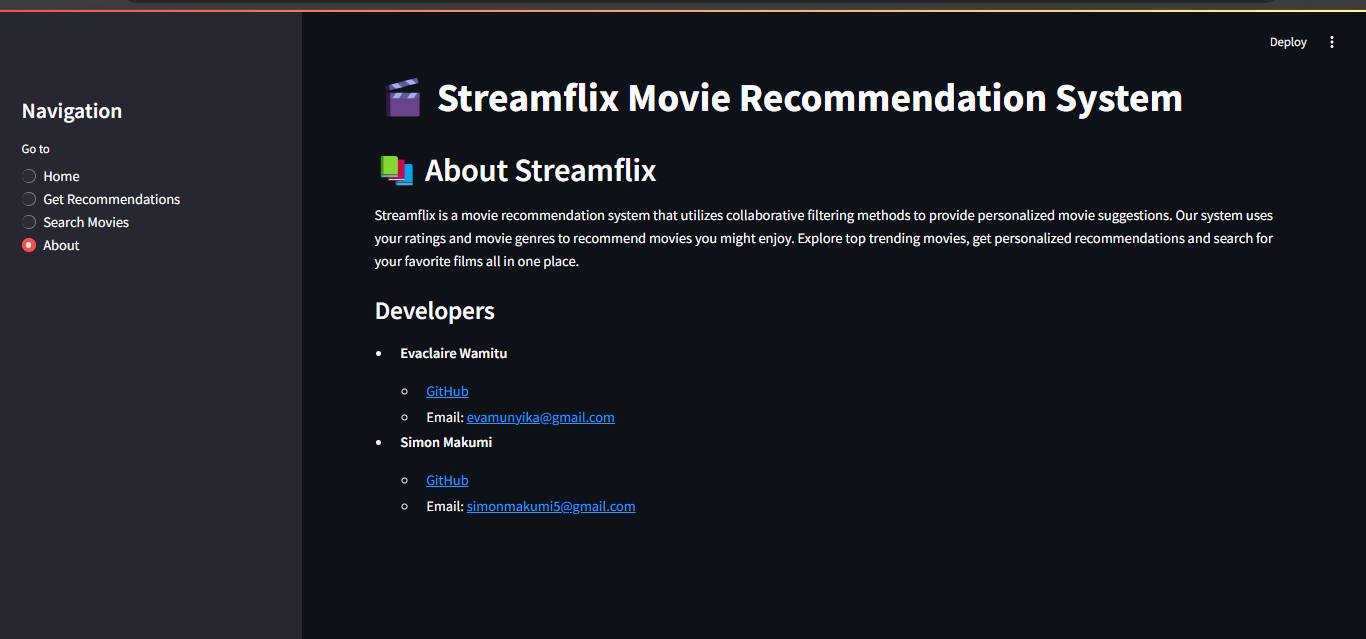 Deploy
Navigation
Go to
Home
Get Recommendations
Search Movies
About
Streamflix Movie Recommendation System
About Streamflix
Streamflix is a movie recommendation system that utilizes collaborative filtering methods to provide personalized movie suggestions. Our system uses
your ratings and movie genres to recommend movies you might enjoy. Explore top trending movies, get personalized recommendations and search for
your favorite films all in one place.
Developers
Evaclaire Wamitu
GitHub
Email: evamunyika@gmail.com
Simon Makumi
GitHub
Email: simonmakumi5@gmail.com